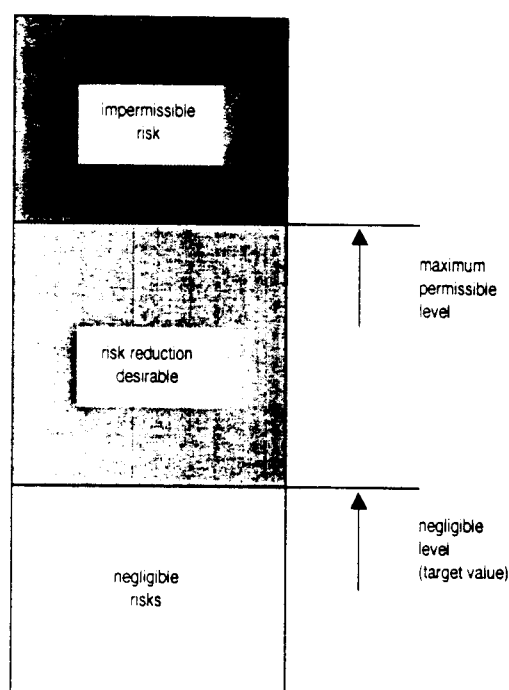 impermissible
risk
maximum
permissible
level
risk reduction
desirable
negligible
level
(target value)
negligible
risks